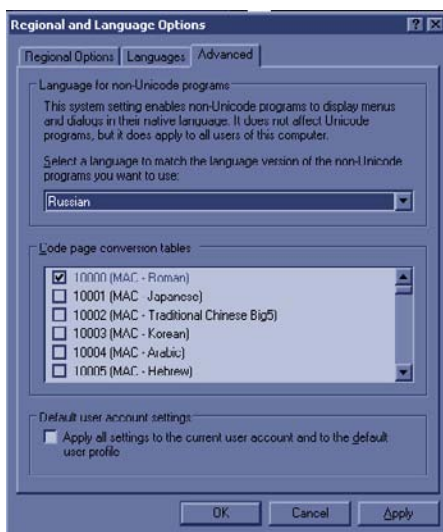 Regional and Language Options
Regional Options Languages Advanced
Language for non-Unicode programs
This system setting enables non-Unicode programs to display menus
and dialogs in their native language. It does not affect Unicode
programs, but it does apply to all users of this computer.
Select a language to match the language version of the non-Unicode
programs you want to use:
Russian
Code page conversion tables
10000 (MAC - Roman)
10001 (MAC - Japanese)
10002 (MAC - Traditional Chinese Big5)
10003 (MAC - Korean)
10004 (MAC - Arabic)
10005 (MAC - Hebrew)
Default user account settings
Apply all settings to the current user account and to the default
user profile
OK Cancel Apply